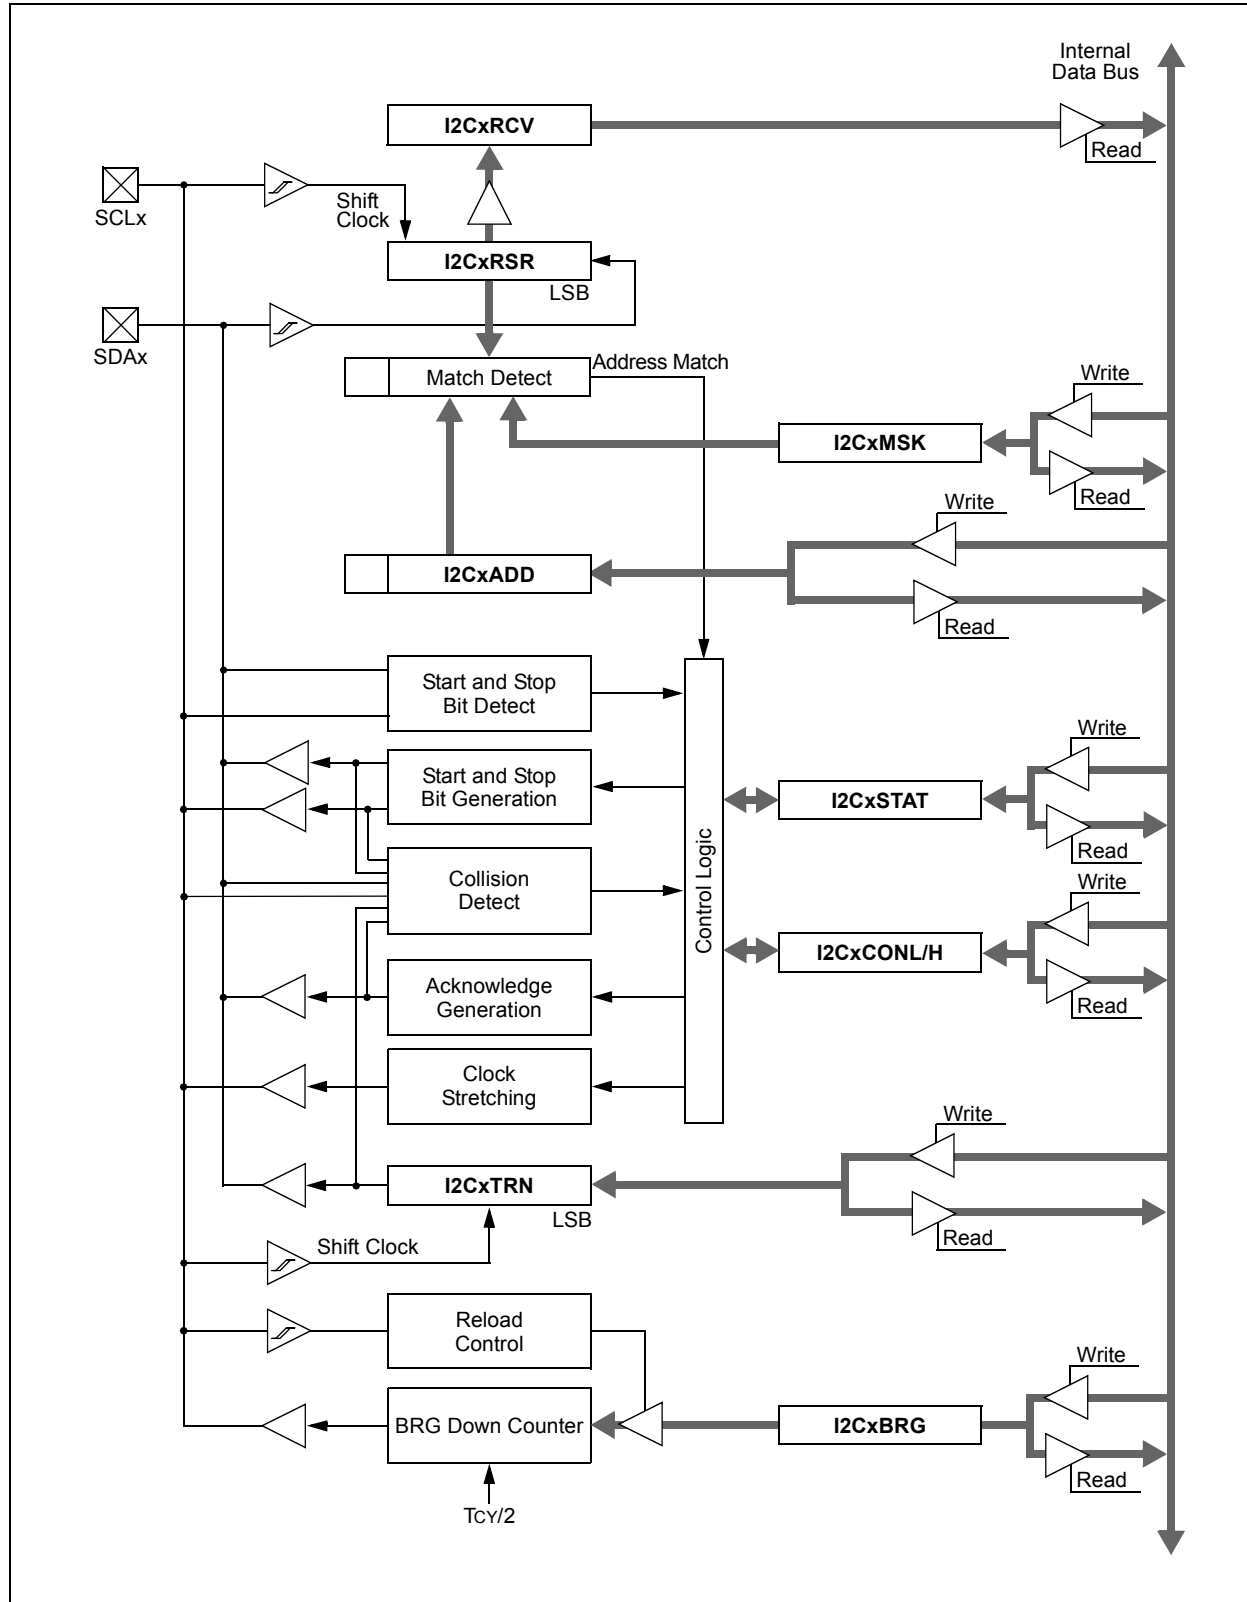 Internal
Data Bus
I2CxRCV
Read
SCLx
Shift
Clock
I2CxRSR
LSB
SDAx
Match Detect
Address Match
Write
I2CxMSK
Read
Write
I2CxADD
Read
Start and Stop
Bit Detect
Write
Start and Stop
Bit Generation
I2CxSTAT
Read
Control Logic
Collision
Detect
Write
I2CxCONL/H
Read
Acknowledge
Generation
Clock
Stretching
Write
I2CxTRN
LSB
Read
Shift Clock
Reload
Control
Write
BRG Down Counter
I2CxBRG
Read
TCY/2